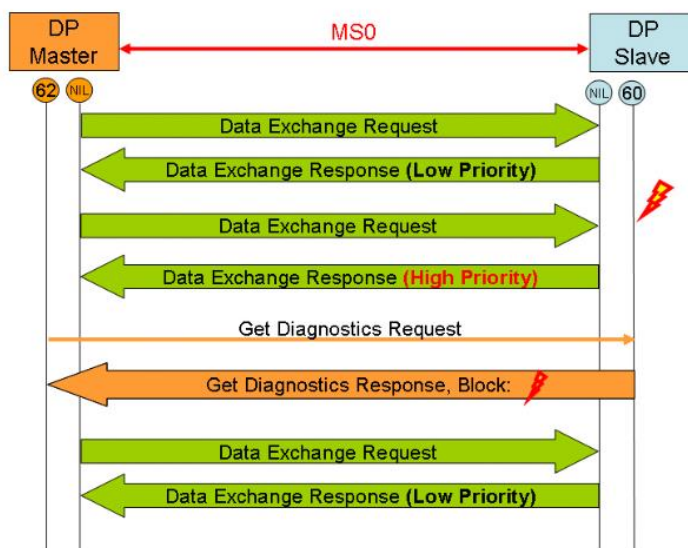 DP
Master
MS0
DP
Slave
62
NIL
NIL
60
Data Exchange Request
Data Exchange Response (Low Priority)
Data Exchange Request
Data Exchange Response (High Priority)
Get Diagnostics Request
Get Diagnostics Response, Block:
Data Exchange Request
Data Exchange Response (Low Priority)